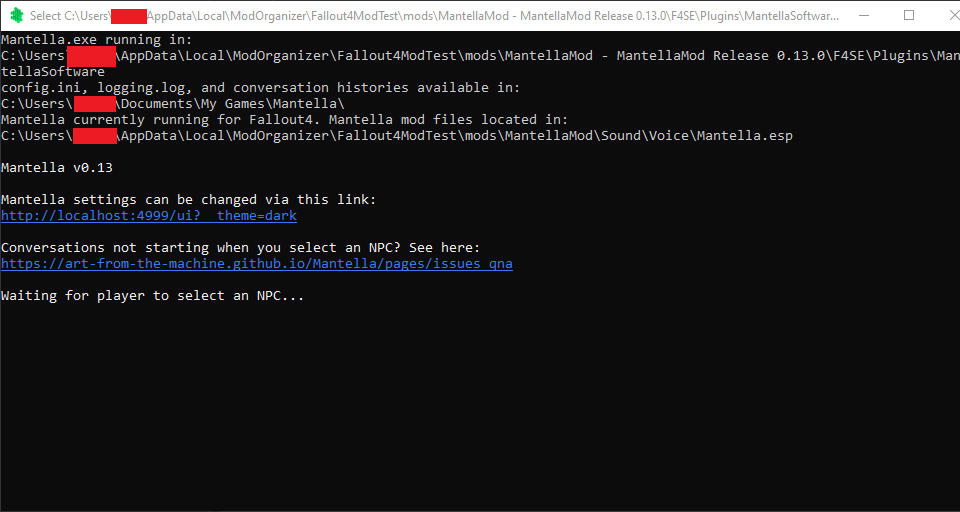 Select C:\Users\AppData\Local\ModOrganizer\Fallout4ModTest\mods\MantellaMod - MantellaMod Release 0.13.0\F4SE\Plugins\MantellaSoftwar...
Mantella.exe running in:
C:\Users\AppData\Local\ModOrganizer\Fallout4ModTest\mods\MantellaMod - MantellaMod Release 0.13.0\F4SE\Plugins\Man
tellaSoftware
config.ini, logging.log, and conversation histories available in:
C:\Users\\Documents\My Games\Mantella\
Mantella currently running for Fallout4. Mantella mod files located in:
C:\Users\\AppData\Local\ModOrganizer\Fallout4ModTest\mods\MantellaMod\Sound\Voice\Mantella.esp
Mantella v0.13
Mantella settings can be changed via this link:
http://localhost:4999/ui?__theme=dark
Conversations not starting when you select an NPC? See here:
https://art-from-the-machine.github.io/Mantella/pages/issues_qna
Waiting for player to select an NPC...